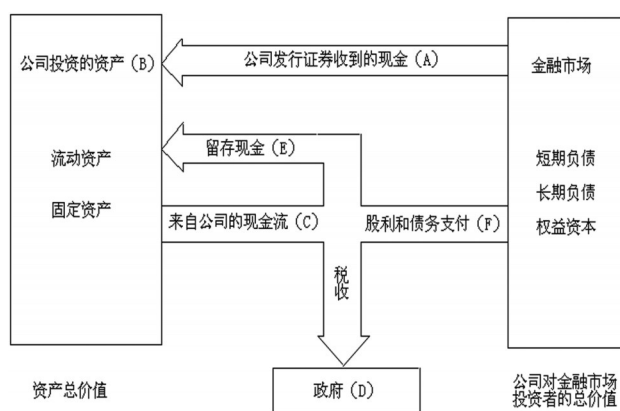 公司投资的资产(B)
公司发行证券收到的现金(A)
金融市场
流动资产
留存现金(E)
短期负债
长期负债
固定资产
来自公司的现金流(C)
股利和债务支付(F)
权益资本
税收
资产总价值
政府(D)
公司对金融市场
投资者的总价值